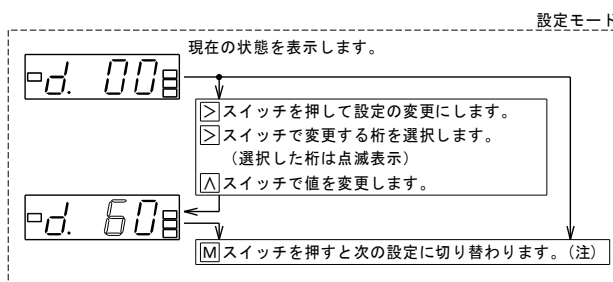 設定モード
現在の状態を表示します。
-d. 00
>スイッチを押して設定の変更にします。
>スイッチで変更する桁を選択します。
(選択した桁は点滅表示)
∧スイッチで値を変更します。
-d. 60
Mスイッチを押すと次の設定に切り替わります。(注)